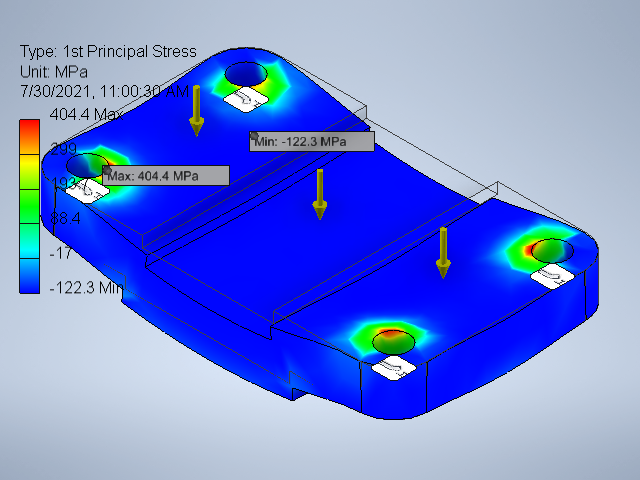 Type: 1st Principal Stress
Unit: MPa
7/30/2021, 11:00:30 AM
404.4 Max
299
193
88.4
-17
-122.3 Min
Min: -122.3 MPa
Max: 404.4 MPa